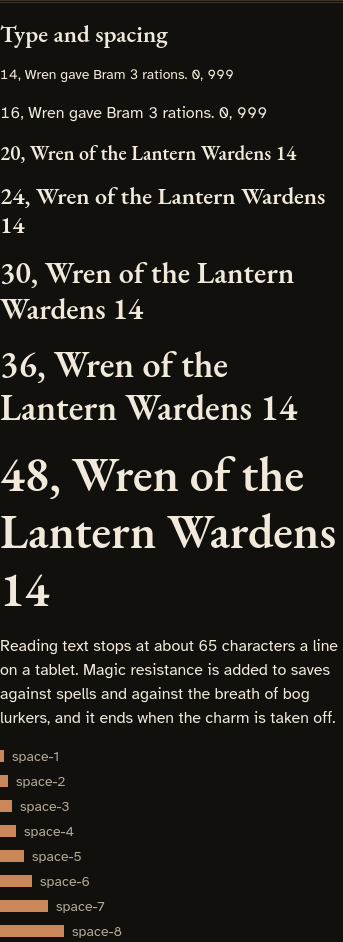 Type and spacing
14, Wren gave Bram 3 rations. 0, 999
16, Wren gave Bram 3 rations. 0, 999
20, Wren of the Lantern Wardens 14
24, Wren of the Lantern Wardens
14
30, Wren of the Lantern
Wardens 14
36, Wren of the
Lantern Wardens 14
48, Wren of the
Lantern Wardens
14
Reading text stops at about 65 characters a line
on a tablet. Magic resistance is added to saves
against spells and against the breath of bog
lurkers, and it ends when the charm is taken off.
space-1
space-2
space-3
space-4
space-5
space-6
space-7
space-8